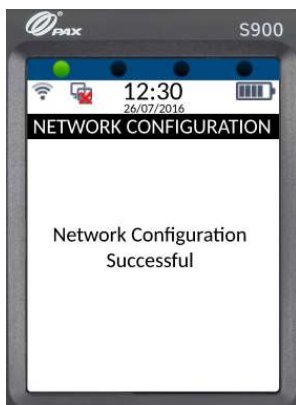 PAX S900
12:30
26/07/2016
NETWORK CONFIGURATION
Network Configuration
Successful